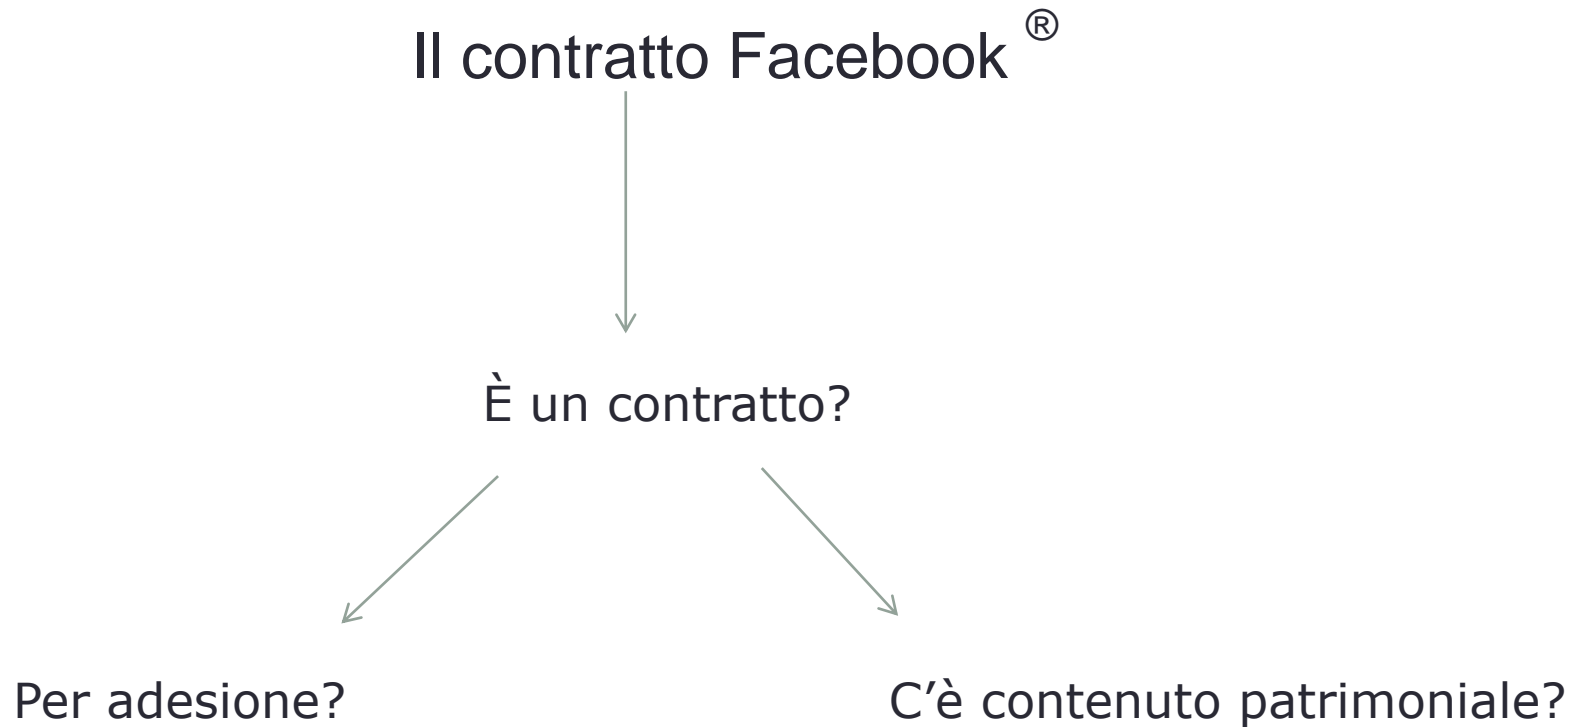 Il contratto Facebook ®
È un contratto?
Per adesione?
C’è contenuto patrimoniale?